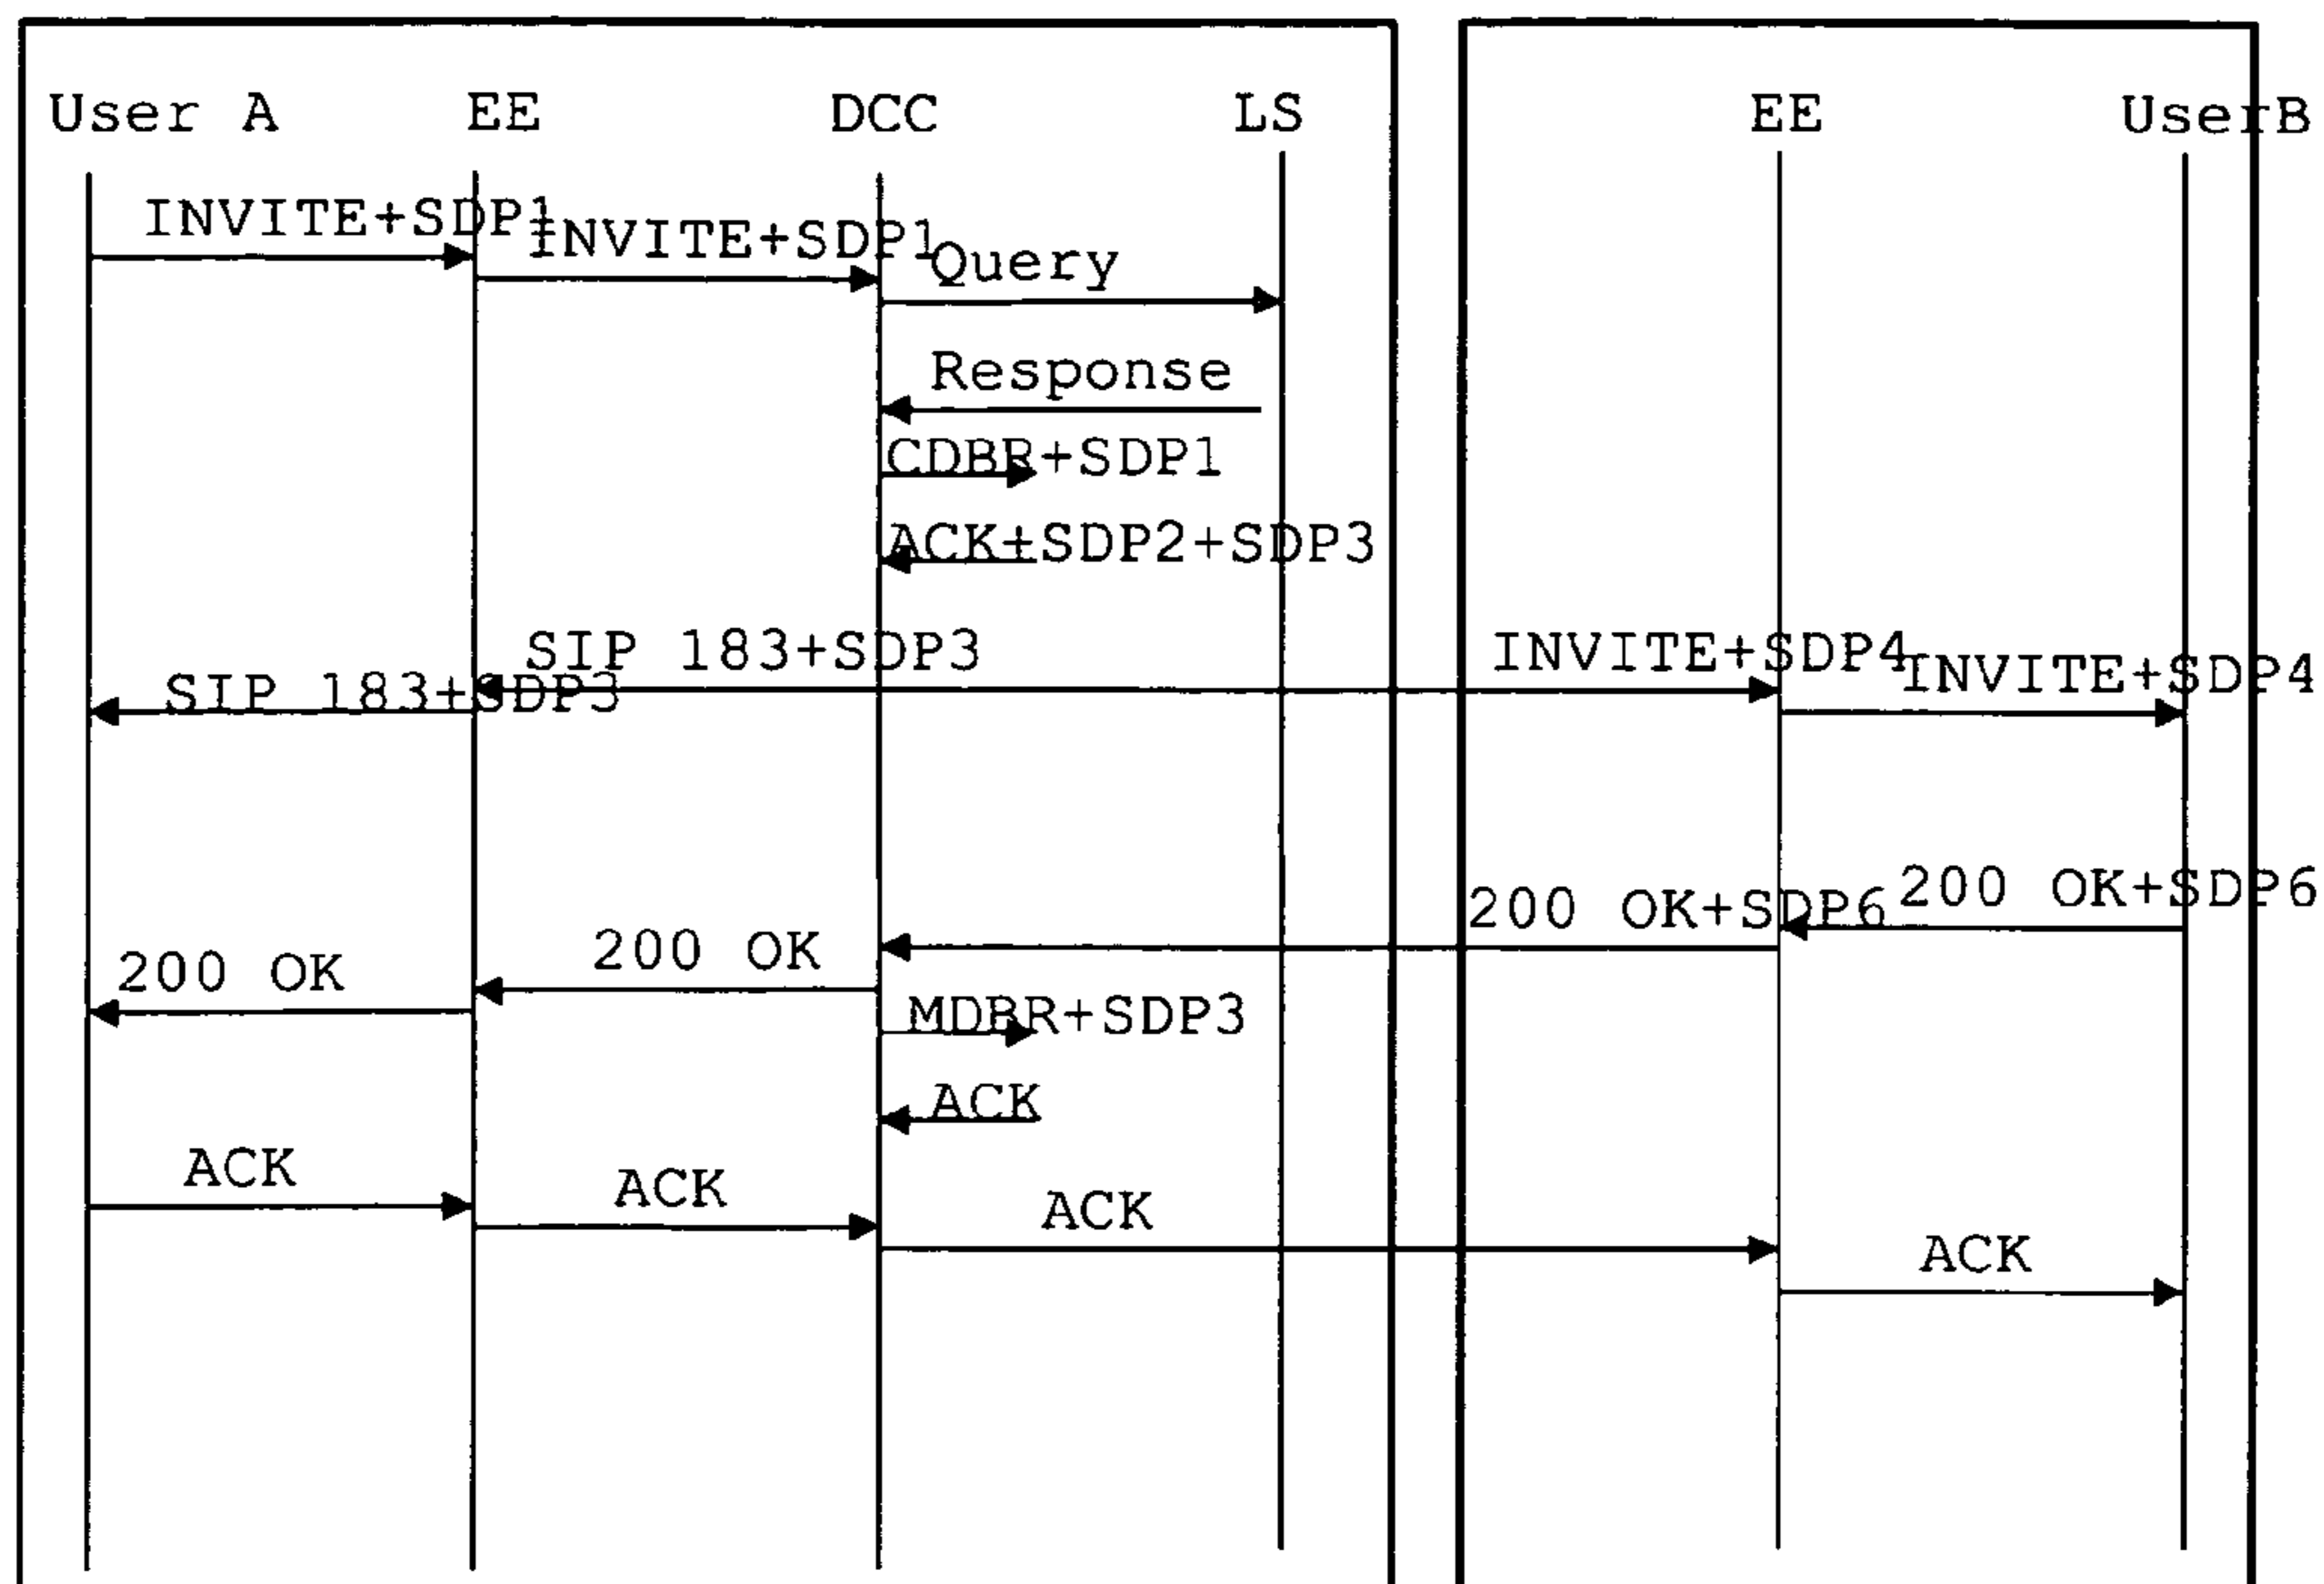 User A EE DCC LS EE UserB
INVITE+SDP1
INVITE+SDP1
Query
Response
CDBR+SDP1
ACK+SDP2+SDP3
SIP 183+SDP3 INVITE+SDP4
SIP 183+SDP3 INVITE+SDP4
200 OK+SDP6
200 OK+SDP6
200 OK
200 OK
MDBR+SDP3
ACK
ACK
ACK
ACK
ACK